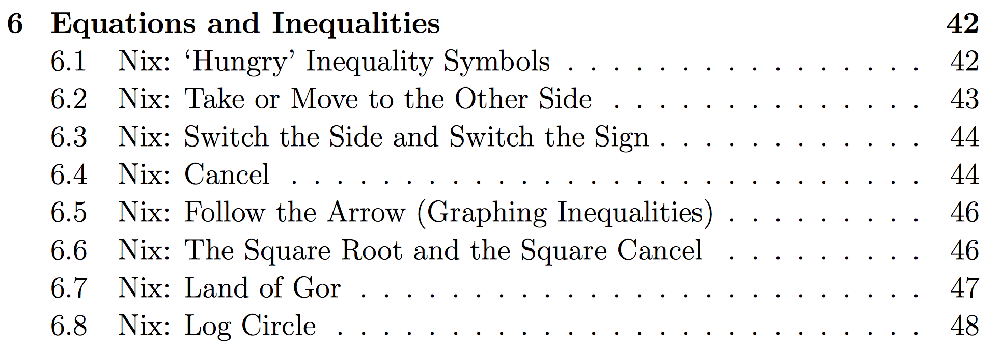 6 Equations and Inequalities 42
6.1 Nix: ‘Hungry’ Inequality Symbols . . . . . . . . . . . . . . . . 42
6.2 Nix: Take or Move to the Other Side . . . . . . . . . . . . . . 43
6.3 Nix: Switch the Side and Switch the Sign . . . . . . . . . . . . 44
6.4 Nix: Cancel . . . . . . . . . . . . . . . . . . . . . . . . . . . . 44
6.5 Nix: Follow the Arrow (Graphing Inequalities) . . . . . . . . . 46
6.6 Nix: The Square Root and the Square Cancel . . . . . . . . . 46
6.7 Nix: Land of Gor . . . . . . . . . . . . . . . . . . . . . . . . . 47
6.8 Nix: Log Circle . . . . . . . . . . . . . . . . . . . . . . . . . . 48